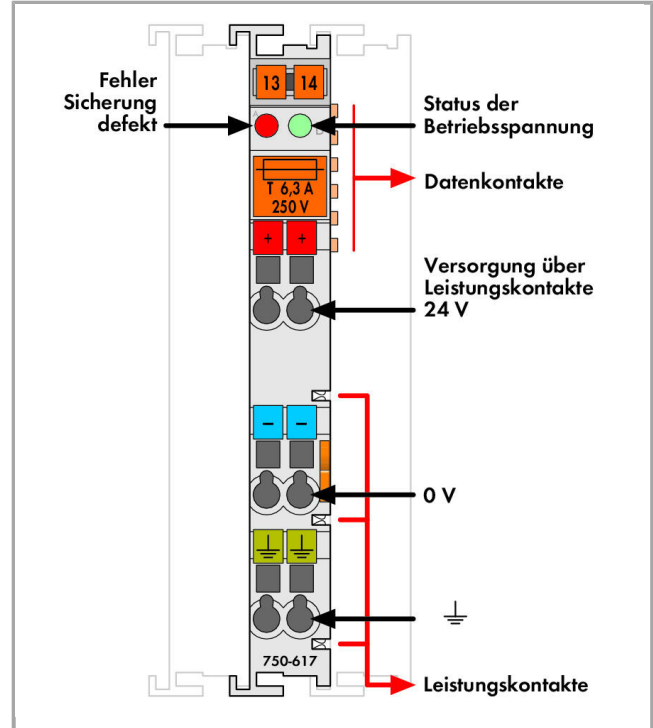 13 14
Fehler
Sicherung
defekt
Status der
Betriebsspannung
Datenkontakte
T 6,3 A
250 V
+ +
Versorgung über
Leistungskontakte
24 V
– –
0 V
750-617
Leistungskontakte